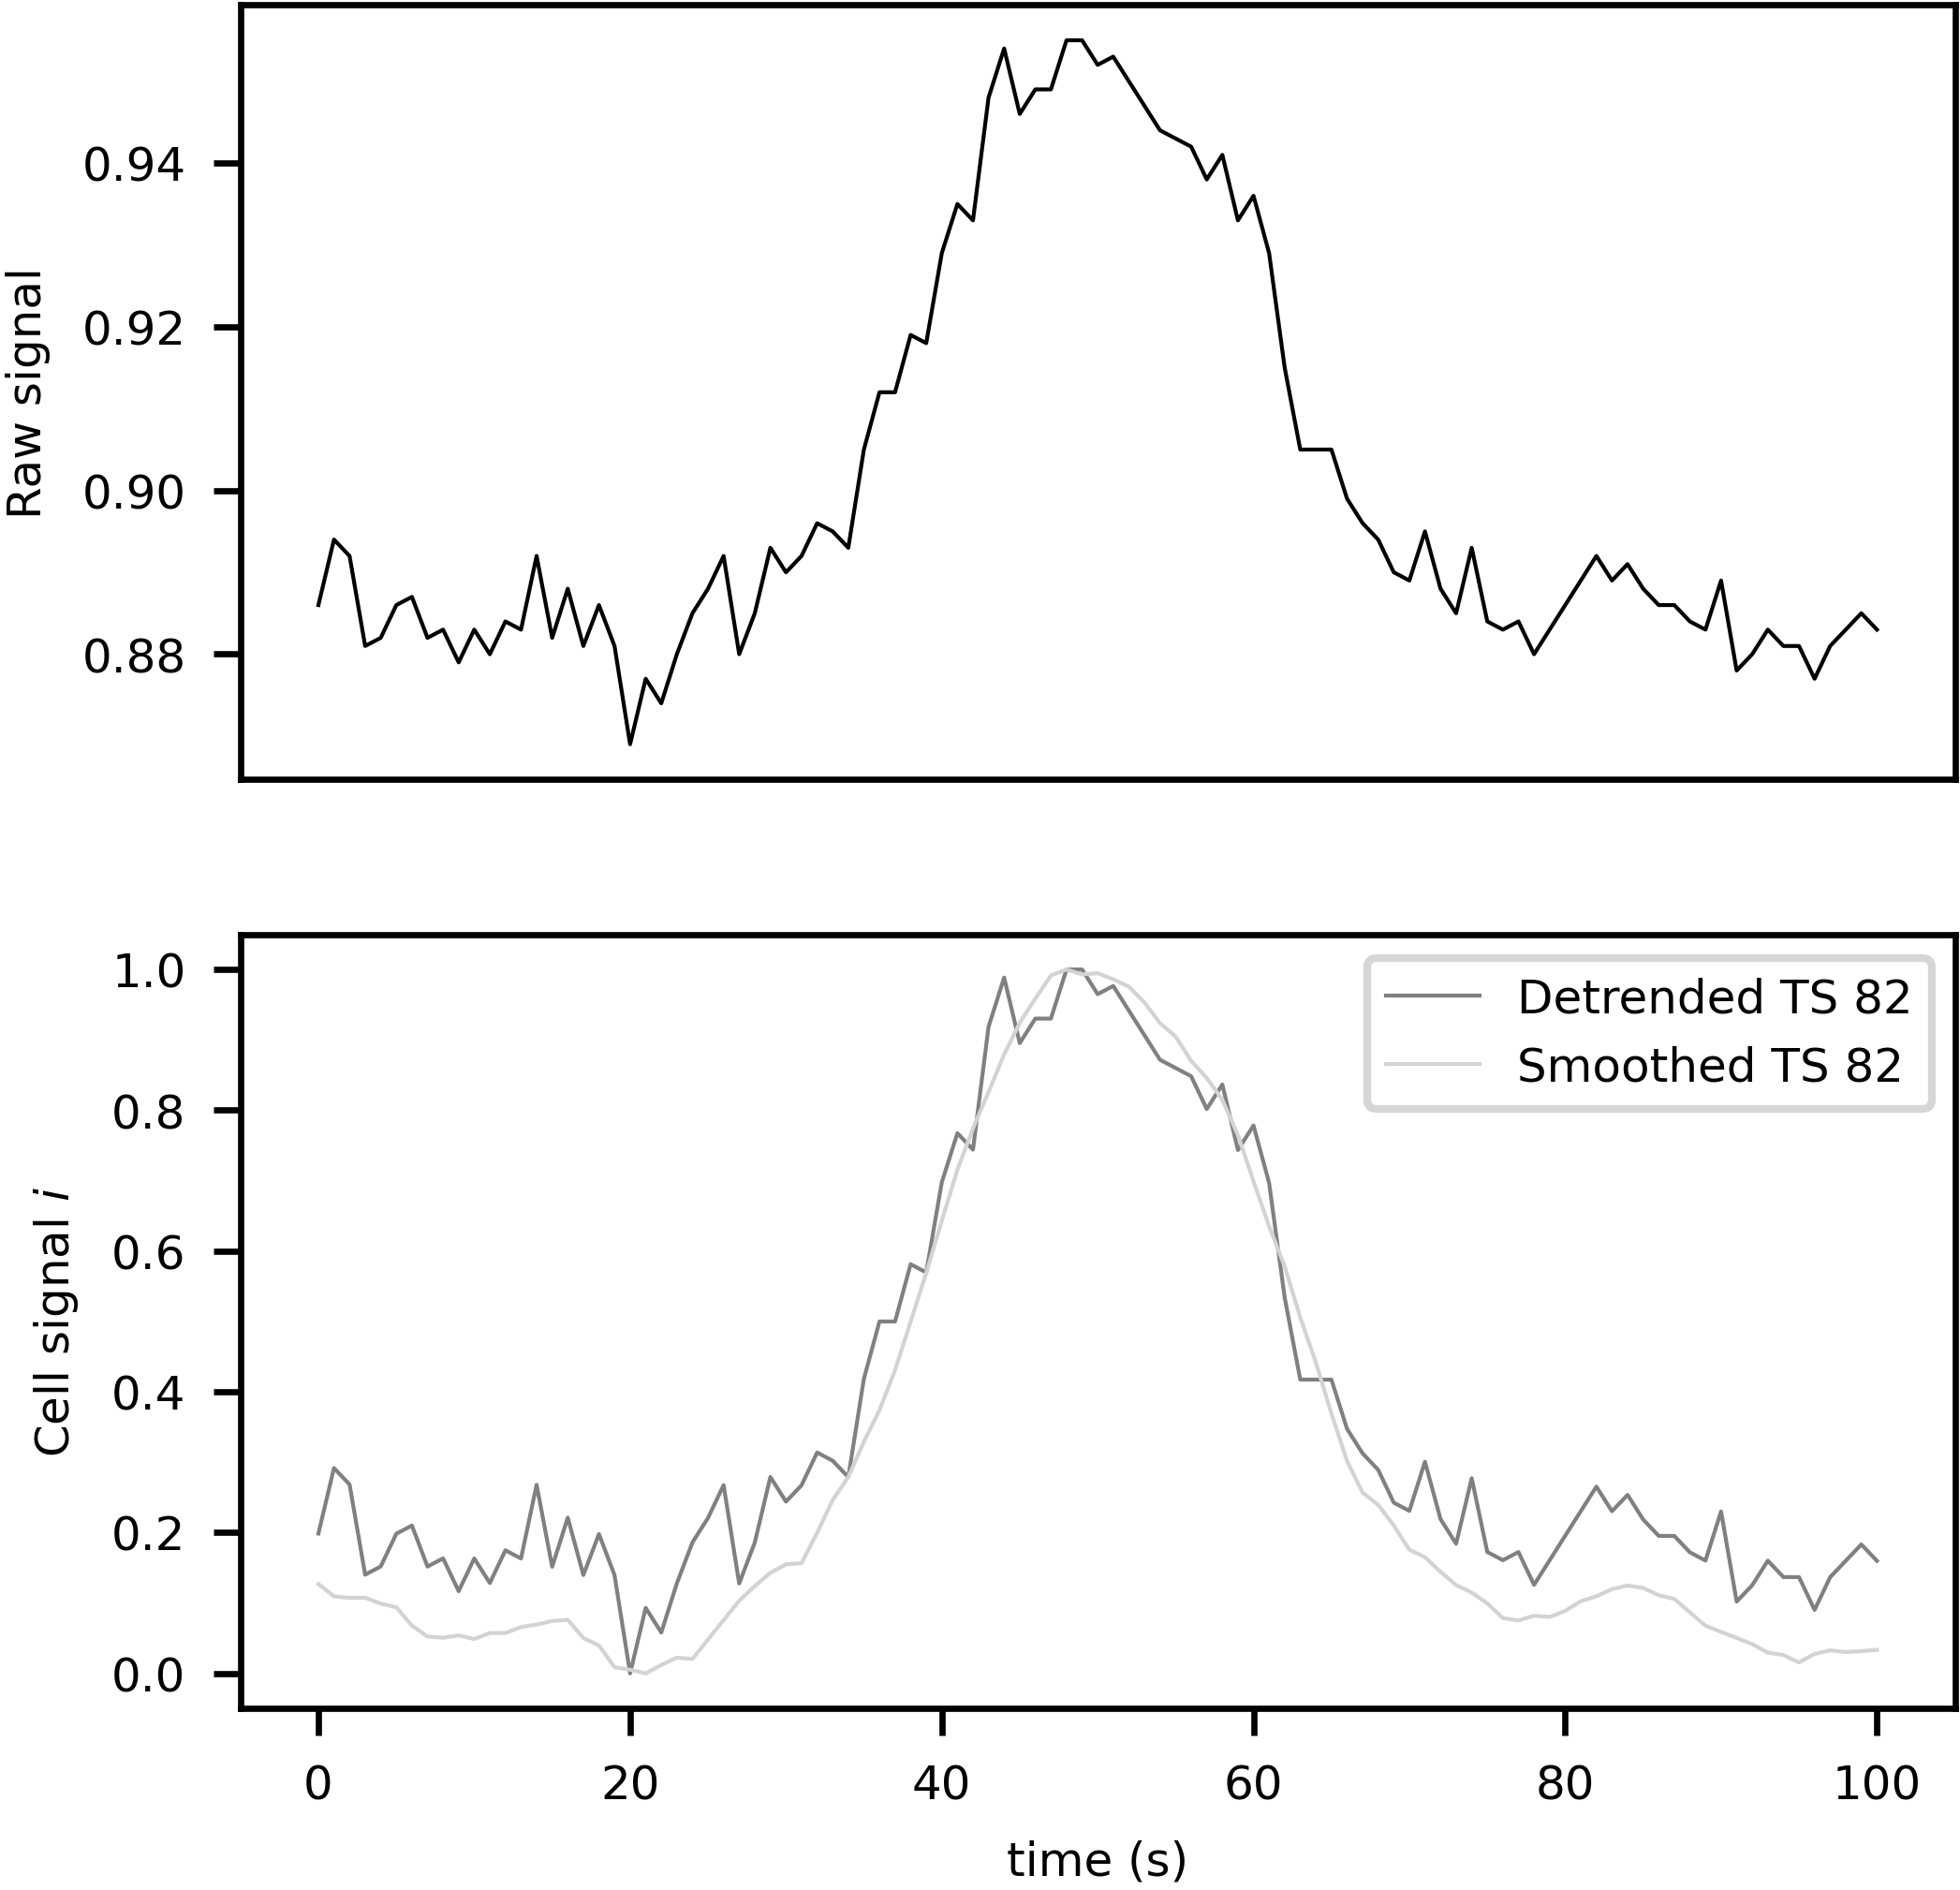 Raw signal
0.94
0.92
0.90
0.88
Cell signal i
1.0
0.8
0.6
0.4
0.2
0.0
Detrended TS 82
Smoothed TS 82
0 20 40 60 80 100
time (s)